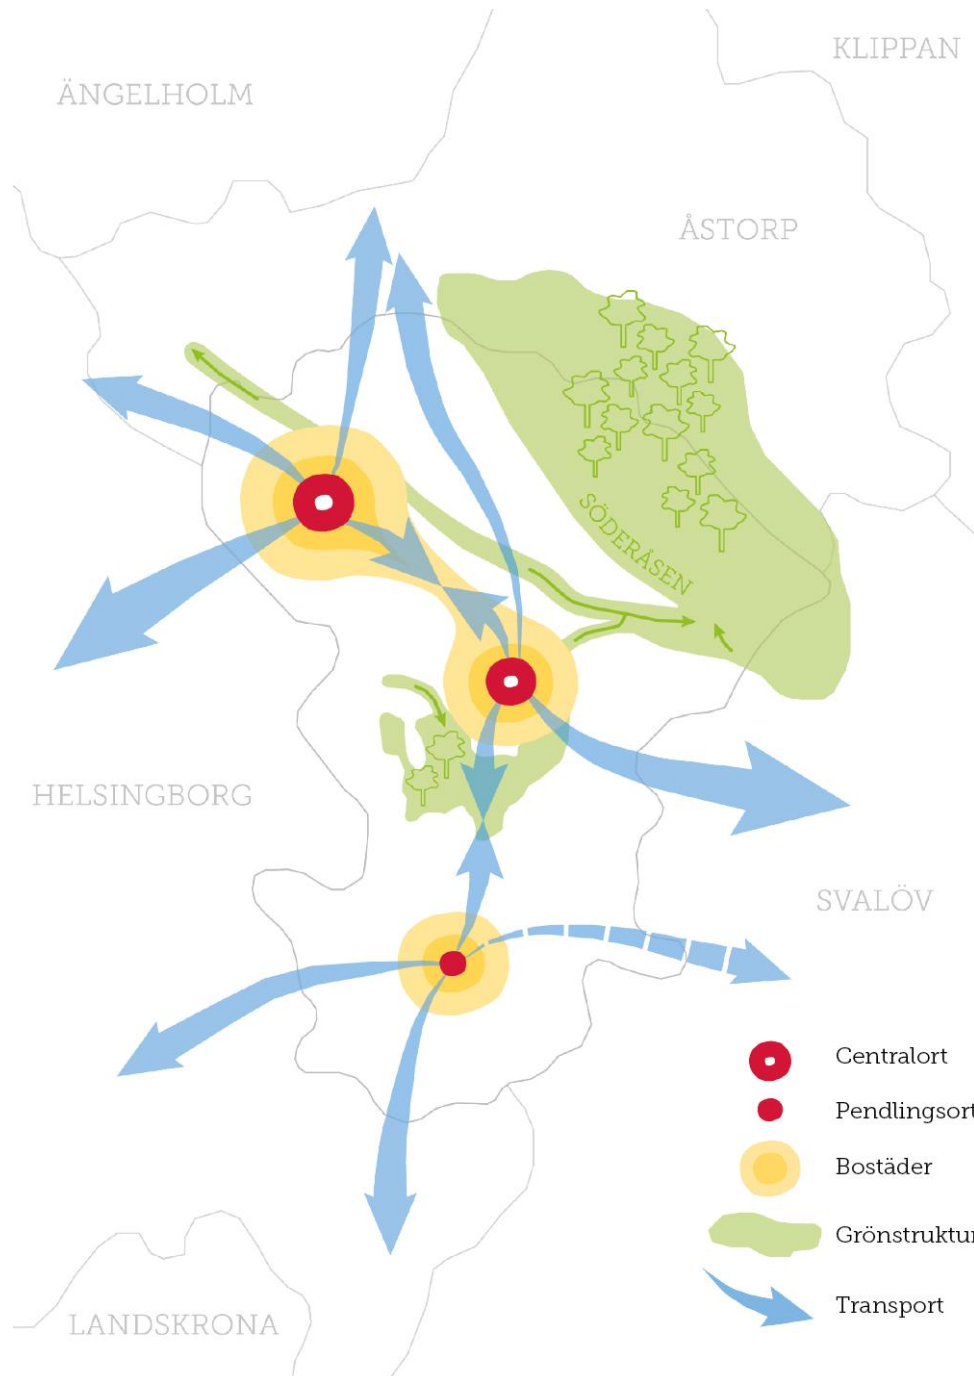 KLIPPAN
ÄNGELHOLM
ÅSTORP
SÖDERÅSEN
HELSINGBORG
SVALÖV
Centralort
Pendlingsort
Bostäder
Grönstruktur
Transport
LANDSKRONA